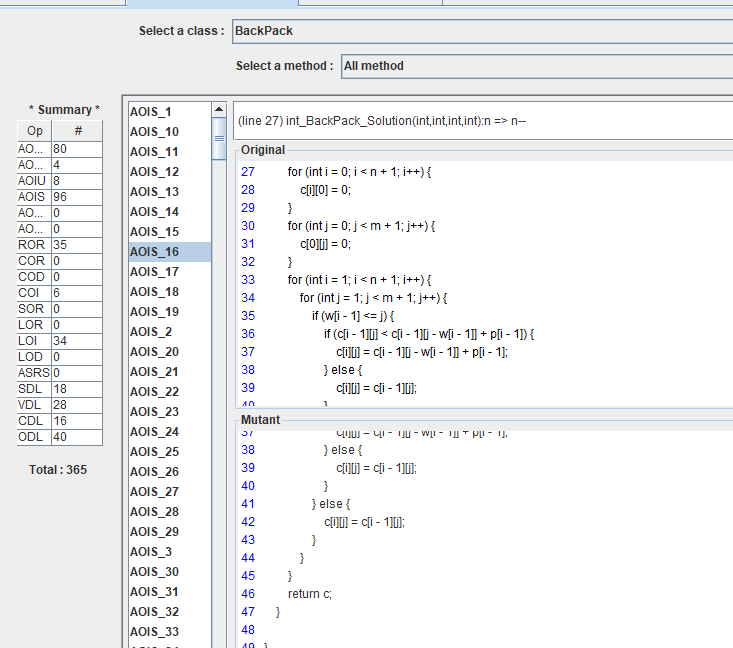 Select a class : BackPack
Select a method : All method
* Summary *
Op #
AO... 80
AO... 4
AOIU 8
AOIS 96
AO... 0
AO... 0
ROR 35
COR 0
COD 0
COI 6
SOR 0
LOR 0
LOI 34
LOD 0
ASRS 0
SDL 18
VDL 28
CDL 16
ODL 40
Total : 365
AOIS_1
AOIS_10
AOIS_11
AOIS_12
AOIS_13
AOIS_14
AOIS_15
AOIS_16
AOIS_17
AOIS_18
AOIS_19
AOIS_2
AOIS_20
AOIS_21
AOIS_22
AOIS_23
AOIS_24
AOIS_25
AOIS_26
AOIS_27
AOIS_28
AOIS_29
AOIS_3
AOIS_30
AOIS_31
AOIS_32
AOIS_33
(line 27) int_BackPack_Solution(int,int,int,int):n => n--
Original
27 for (int i = 0; i < n + 1; i++) {
28 c[i][0] = 0;
29 }
30 for (int j = 0; j < m + 1; j++) {
31 c[0][j] = 0;
32 }
33 for (int i = 1; i < n + 1; i++) {
34 for (int j = 1; j < m + 1; j++) {
35 if (w[i - 1] <= j) {
36 if (c[i - 1][j] < c[i - 1][j - w[i - 1]] + p[i - 1]) {
37 c[i][j] = c[i - 1][j - w[i - 1]] + p[i - 1];
38 } else {
39 c[i][j] = c[i - 1][j];
40 }
Mutant
37 c[i][j] = c[i - 1][j - w[i - 1]] + p[i - 1];
38 } else {
39 c[i][j] = c[i - 1][j];
40 }
41 } else {
42 c[i][j] = c[i - 1][j];
43 }
44 }
45 }
46 return c;
47 }
48
49 }